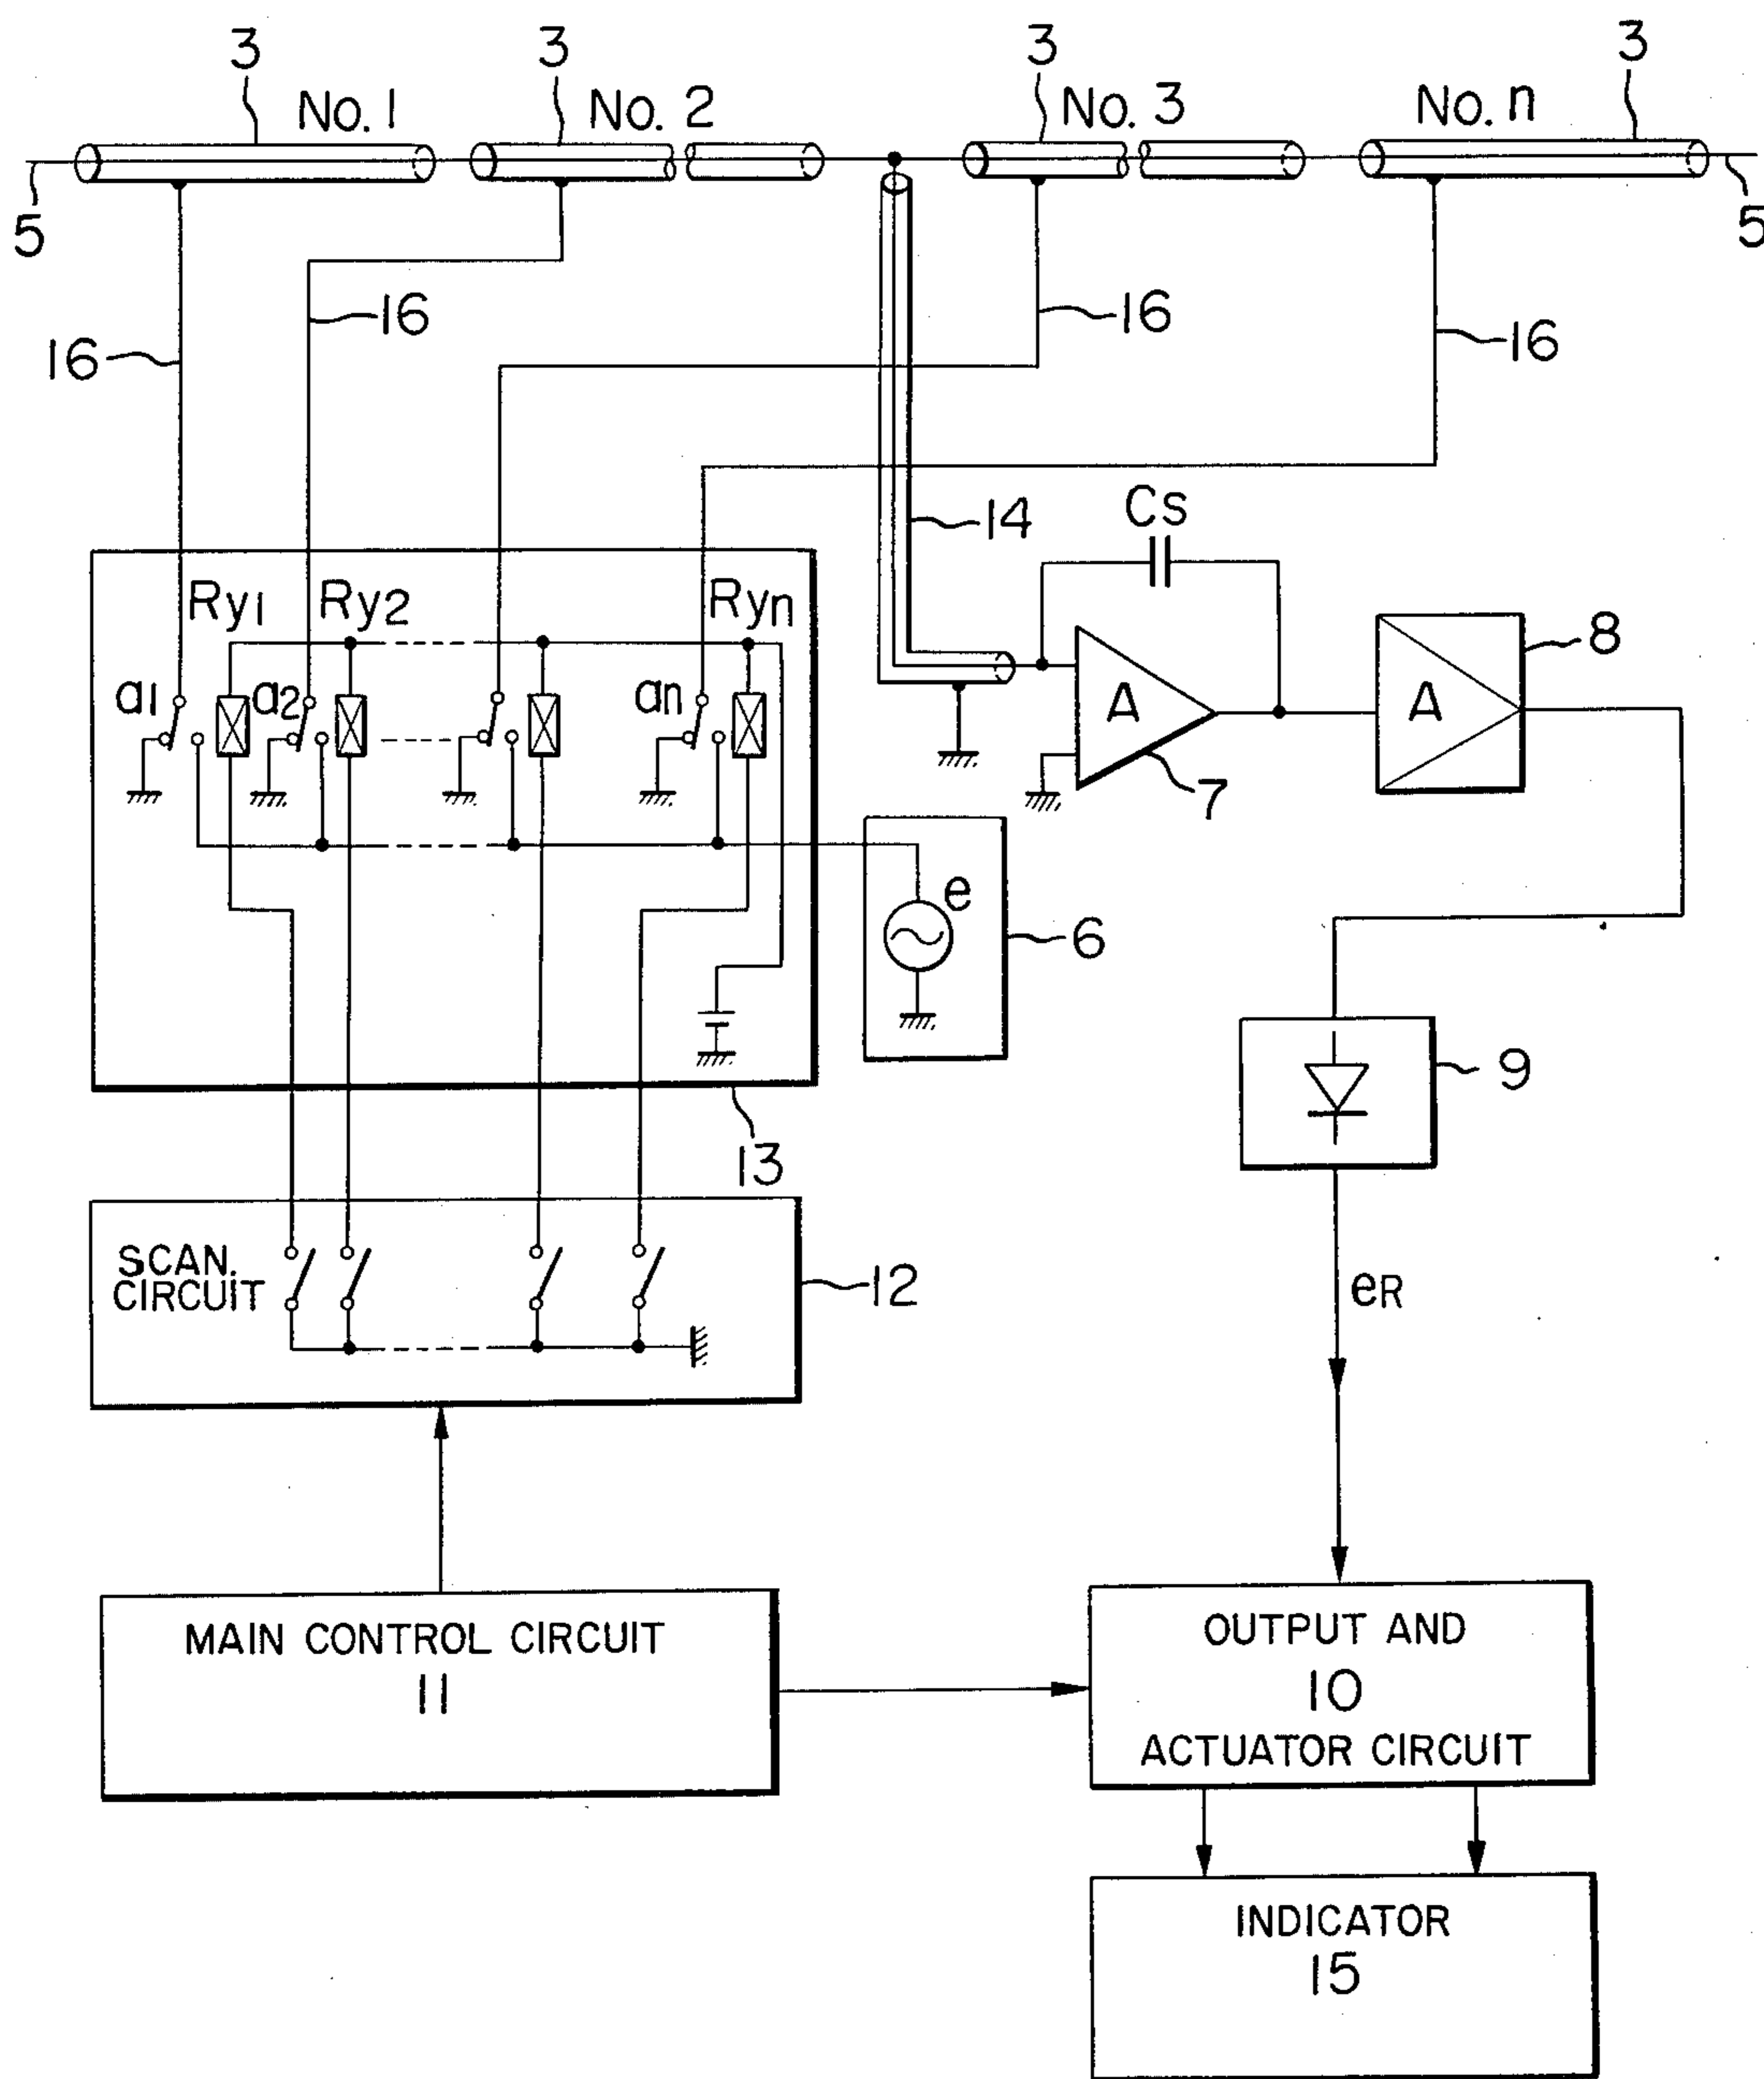 3
3
3
3
No. 1
No. 2
No. 3
No. n
5
5
16
16
16
16
14
Cs
Ry1
Ry2
Ryn
a1
a2
an
A
7
A
8
e
6
9
13
SCAN.
CIRCUIT
12
eR
MAIN CONTROL CIRCUIT
11
OUTPUT AND
10
ACTUATOR CIRCUIT
INDICATOR
15